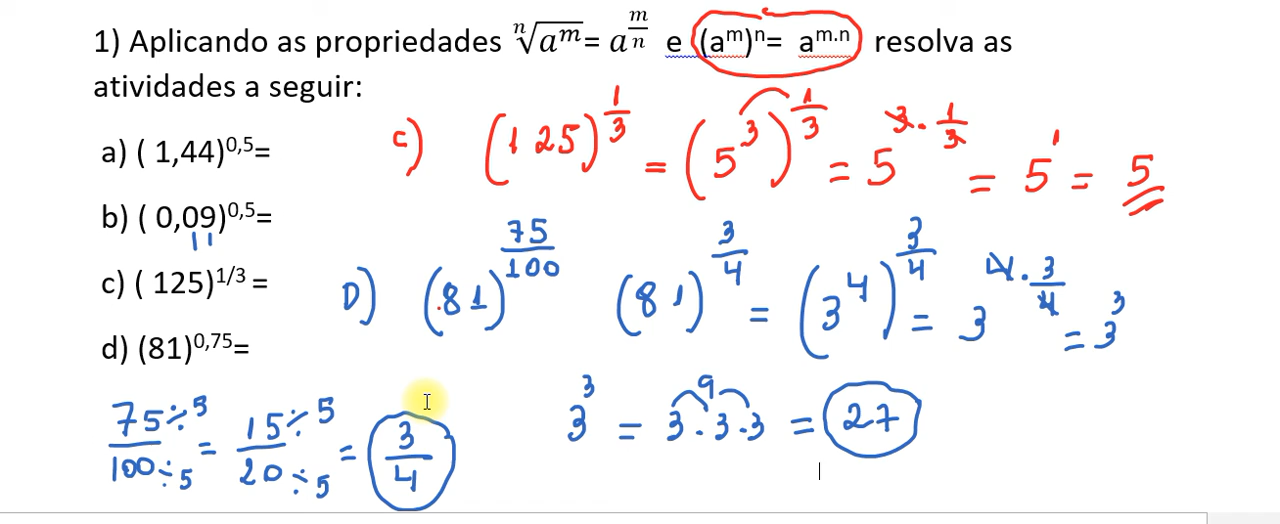 1) Aplicando as propriedades ⁿ√aᵐ= a^(m/n) e (aᵐ)ⁿ= aᵐ·ⁿ resolva as
atividades a seguir:
a) ( 1,44)⁰,⁵=
b) ( 0,09)⁰,⁵=
c) ( 125)¹/³ =
d) (81)⁰,⁷⁵=
c) (125)^(1/3) = (5³)^(1/3) = 5^(3·1/3) = 5¹ = 5
D) (81)^(75/100) (81)^(3/4) = (3⁴)^(3/4) = 3^(4·3/4) = 3³
75÷5/100÷5 = 15÷5/20÷5 = 3/4
3³ = 3·3·3 = 27
9